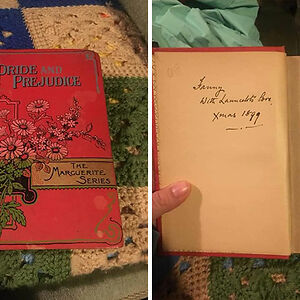 PRIDE AND
PREJUDICE
THE
MARGUERITE
SERIES
Fanny,
With Launcelot's Love
Xmas 1899